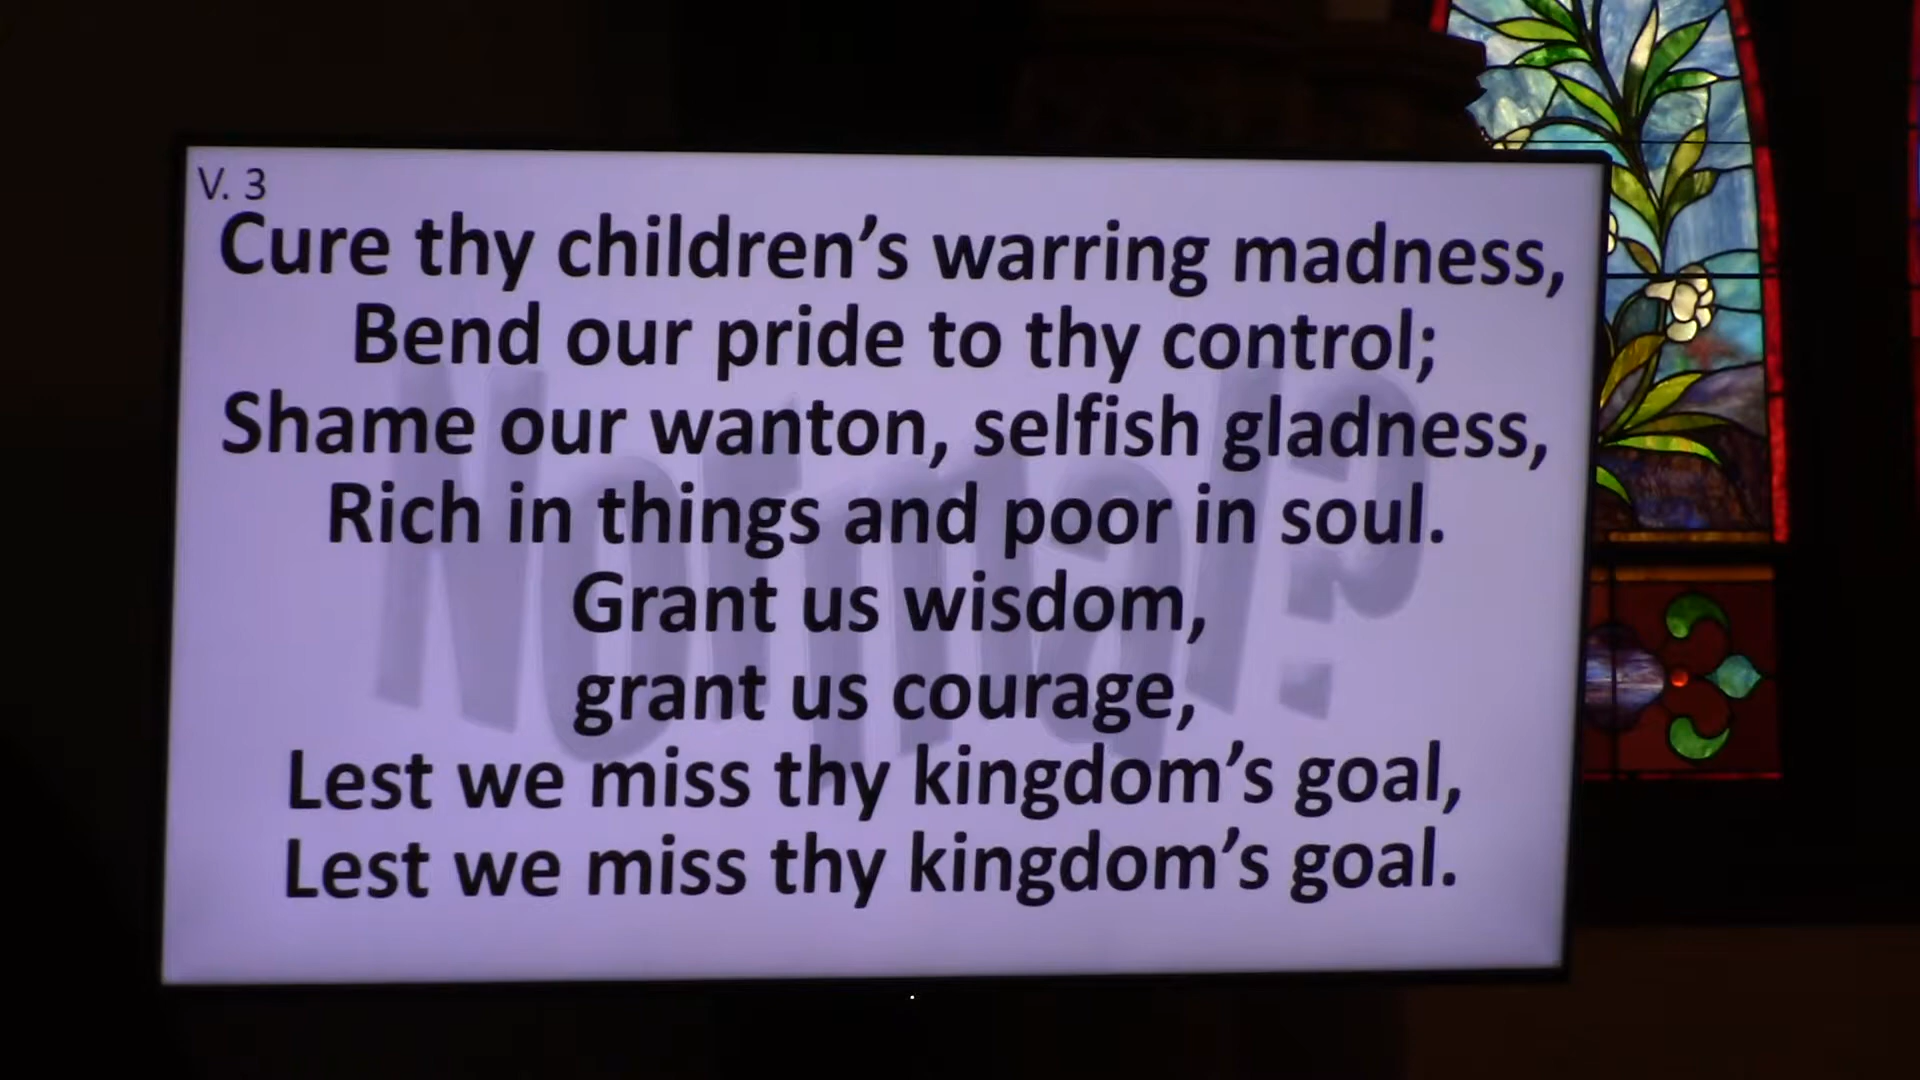 V. 3
Cure thy children’s warring madness,
Bend our pride to thy control;
Shame our wanton, selfish gladness,
Rich in things and poor in soul.
Grant us wisdom,
grant us courage,
Lest we miss thy kingdom’s goal,
Lest we miss thy kingdom’s goal.
Normal?